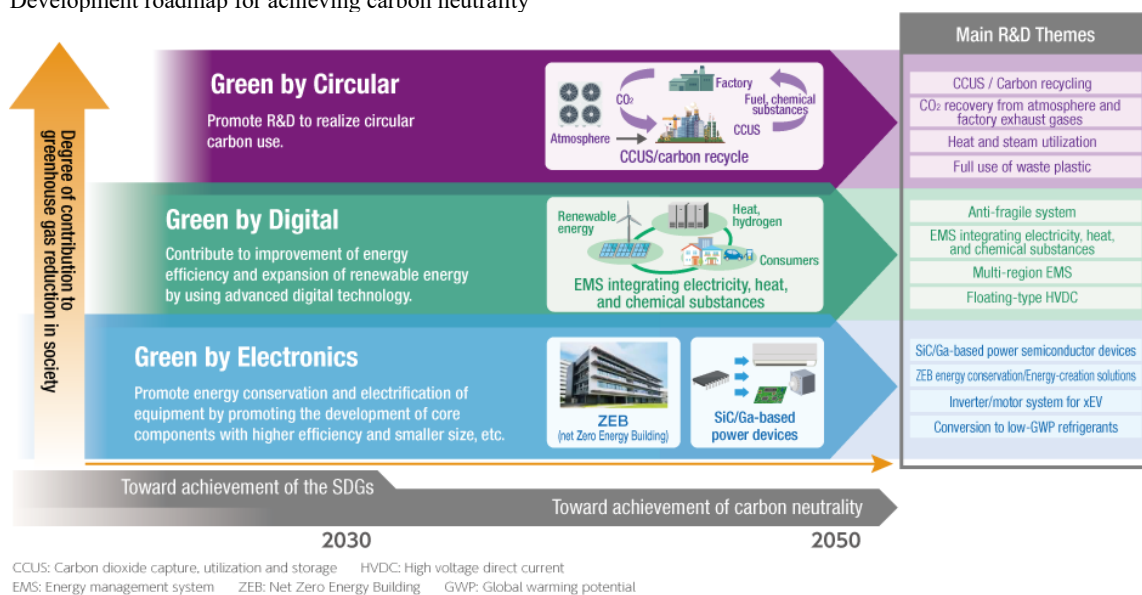 Development roadmap for achieving carbon neutrality
Main R&D Themes
Degree of contribution to
greenhouse gas reduction in society
Green by Circular
Promote R&D to realize circular
carbon use.
Factory
CO₂
Fuel, chemical
substances
CCUS
Atmosphere
CCUS/carbon recycle
CCUS / Carbon recycling
CO₂ recovery from atmosphere and
factory exhaust gases
Heat and steam utilization
Full use of waste plastic
Green by Digital
Contribute to improvement of energy
efficiency and expansion of renewable energy
by using advanced digital technology.
Renewable
energy
Heat,
hydrogen
Consumers
EMS integrating electricity, heat,
and chemical substances
Anti-fragile system
EMS integrating electricity, heat,
and chemical substances
Multi-region EMS
Floating-type HVDC
Green by Electronics
Promote energy conservation and electrification of
equipment by promoting the development of core
components with higher efficiency and smaller size, etc.
ZEB
(net Zero Energy Building)
SiC/Ga-based
power devices
SiC/Ga-based power semiconductor devices
ZEB energy conservation/Energy-creation solutions
Inverter/motor system for xEV
Conversion to low-GWP refrigerants
Toward achievement of the SDGs
Toward achievement of carbon neutrality
2030
2050
CCUS: Carbon dioxide capture, utilization and storage HVDC: High voltage direct current
EMS: Energy management system ZEB: Net Zero Energy Building GWP: Global warming potential